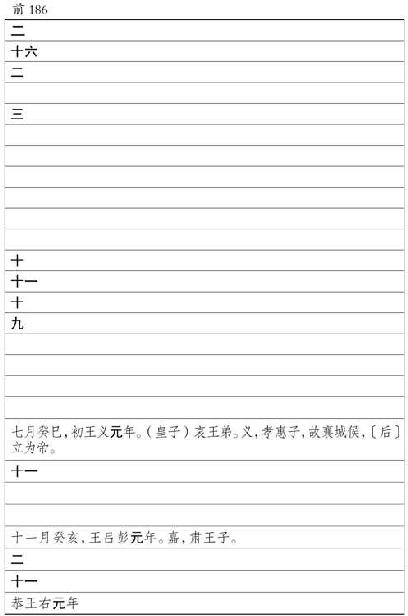 前 186
二
十六
二
三
十
十一
十
九
七月癸巳,初王义元年。(皇子)哀王弟。义,孝惠子,故襄城侯,〔后〕
立为帝。
十一
十一月癸亥,王吕彭元年。嘉,肃王子。
二
十一
恭王右元年